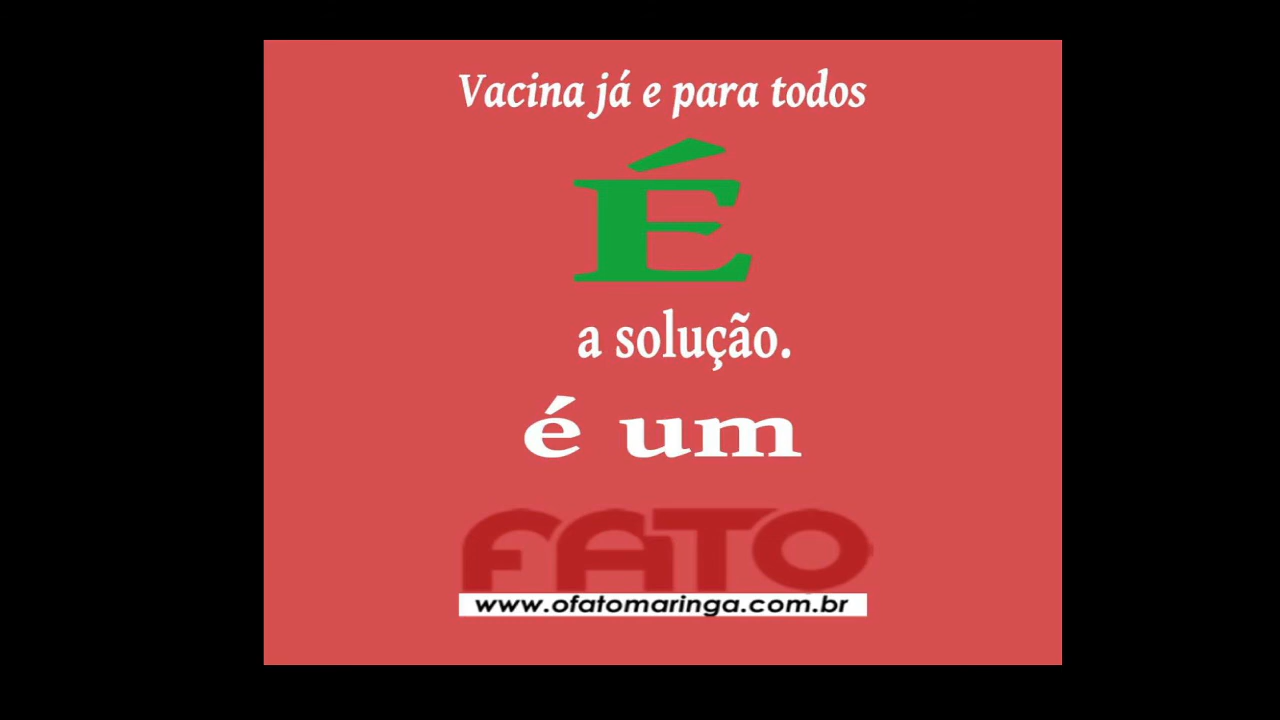 Vacina já e para todos
É
a solução.
é um
FATO
www.ofatomaringa.com.br